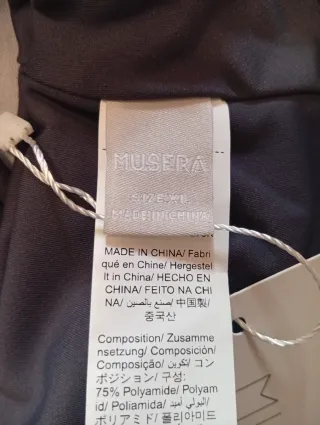 MUSERA
SIZE:XL
MADE IN CHINA
MADE IN CHINA/ Fabri
qué en Chine/ Hergestel
lt in China/ HECHO EN
CHINA/ FEITO NA CHI
NA/ صنع بالصين/ 中国製/
중국산
Composition/ Zusamme
nsetzung/ Composición/
Composição/ تكوين/ コン
ポジション/ 구성:
75% Polyamide/ Polyam
id/ Poliamida/ البولي أميد/
ポリアミド/ 폴리아미드